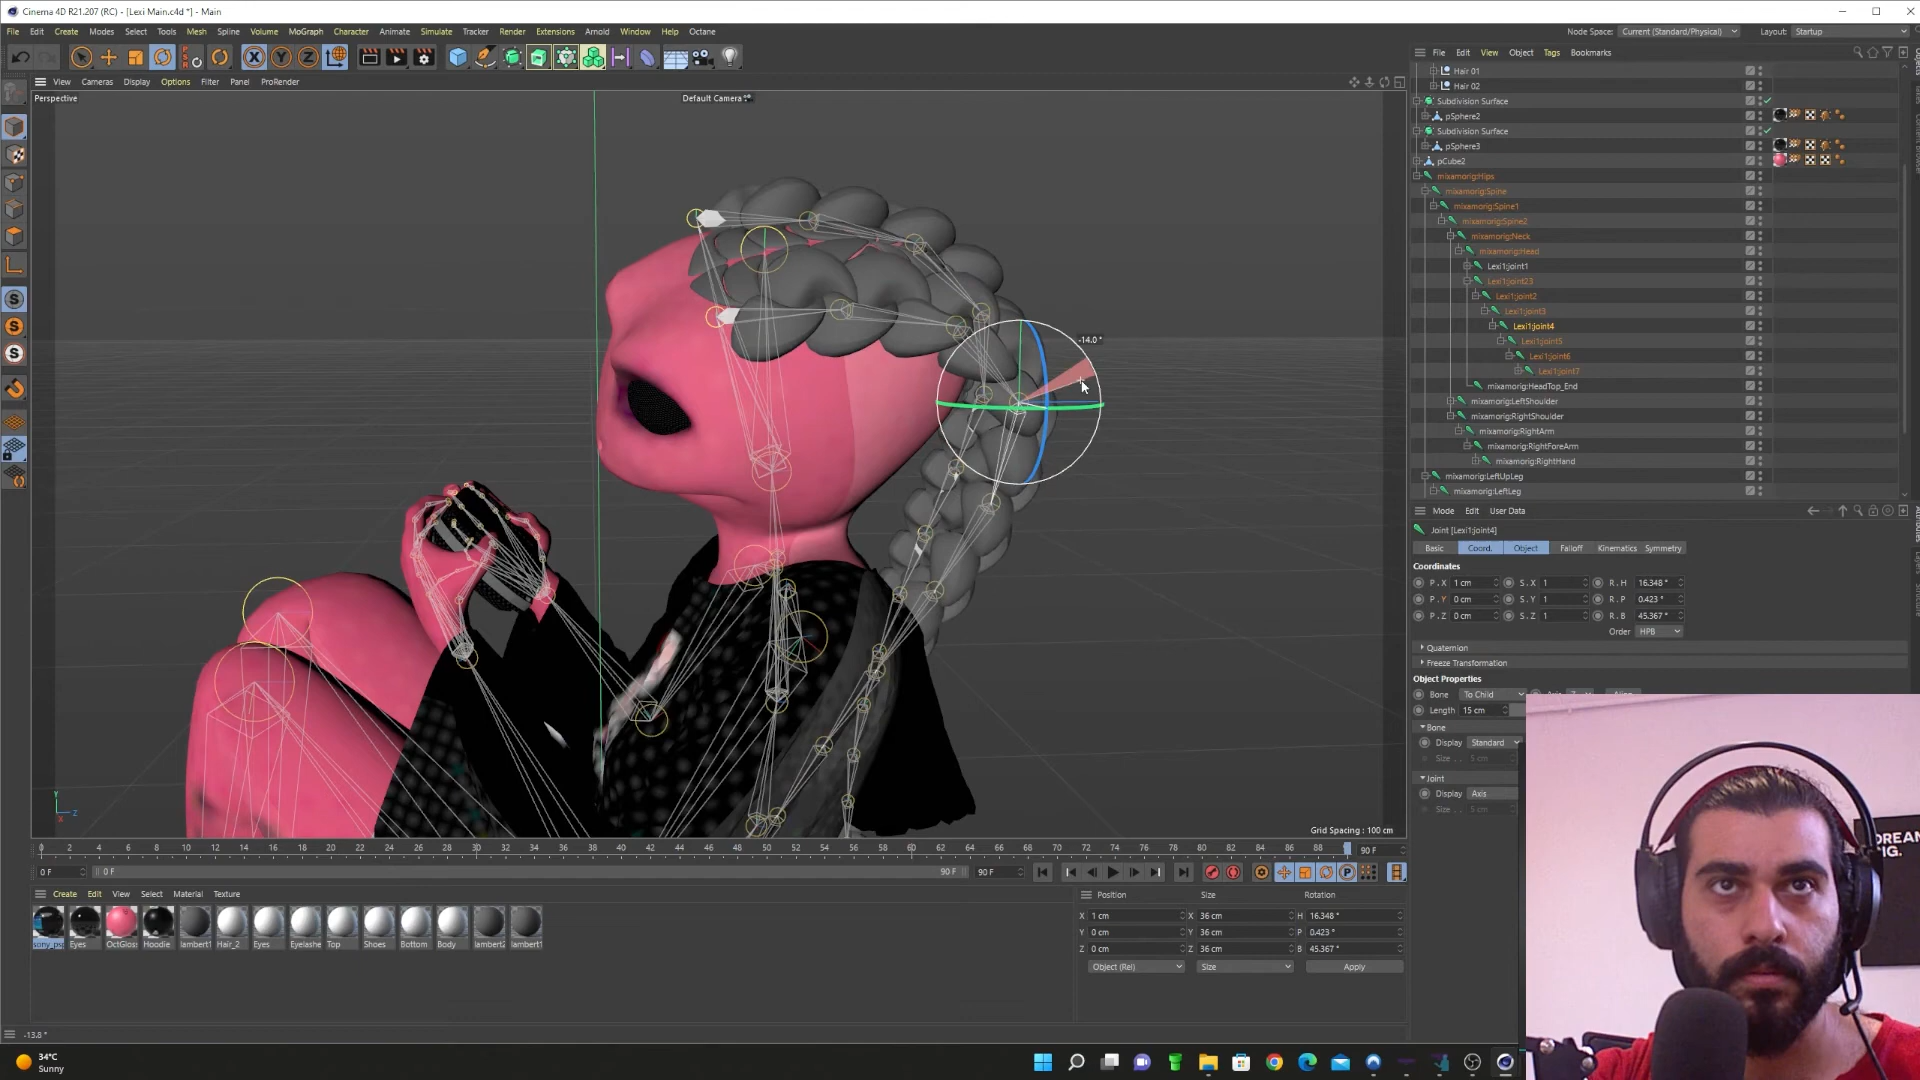 Cinema 4D R21.207 (RC) - [Lexi Main.c4d *] - Main
File Edit Create Modes Select Tools Mesh Spline Volume MoGraph Character Animate Simulate Tracker Render Extensions Arnold Window Help Octane
Node Space: Current (Standard/Physical) Layout: Startup
File Edit View Object Tags Bookmarks
View Cameras Display Options Filter Panel ProRender
Perspective
Default Camera
Hair 01
Hair 02
Subdivision Surface
pSphere2
Subdivision Surface
pSphere3
pCube2
mixamorig:Hips
mixamorig:Spine
mixamorig:Spine1
mixamorig:Spine2
mixamorig:Neck
mixamorig:Head
Lexi1:joint1
Lexi1:joint23
Lexi1:joint2
Lexi1:joint3
Lexi1:joint4
Lexi1:joint5
Lexi1:joint6
Lexi1:joint7
mixamorig:HeadTop_End
mixamorig:LeftShoulder
mixamorig:RightShoulder
mixamorig:RightArm
mixamorig:RightForeArm
mixamorig:RightHand
mixamorig:LeftUpLeg
mixamorig:LeftLeg
-14.0 °
Mode Edit User Data
Joint [Lexi1:joint4]
Basic Coord. Object Falloff Kinematics Symmetry
Coordinates
P . X 1 cm S . X 1 R . H 16.348 °
P . Y 0 cm S . Y 1 R . P 0.423 °
P . Z 0 cm S . Z 1 R . B 45.367 °
Order HPB
Quaternion
Freeze Transformation
Object Properties
Bone To Child
Length 15 cm
Bone
Display Standard
Size . . 5 cm
Joint
Display Axis
Size . . 5 cm
Grid Spacing : 100 cm
0 2 4 6 8 10 12 14 16 18 20 22 24 26 28 30 32 34 36 38 40 42 44 46 48 50 52 54 56 58 60 62 64 66 68 70 72 74 76 78 80 82 84 86 88 90 F
0 F 0 F 90 F 90 F
Create Edit View Select Material Texture
Eyes OctGloss Hoodie lambert1 Hair_2 Eyes Eyelashe Top Shoes Bottom Body lambert2 lambert1
Position Size Rotation
X 1 cm X 36 cm H 16.348 °
Y 0 cm Y 36 cm P 0.423 °
Z 0 cm Z 36 cm B 45.367 °
Object (Rel) Size Apply
-13.8 °
34°C
Sunny
DREAM
IG.